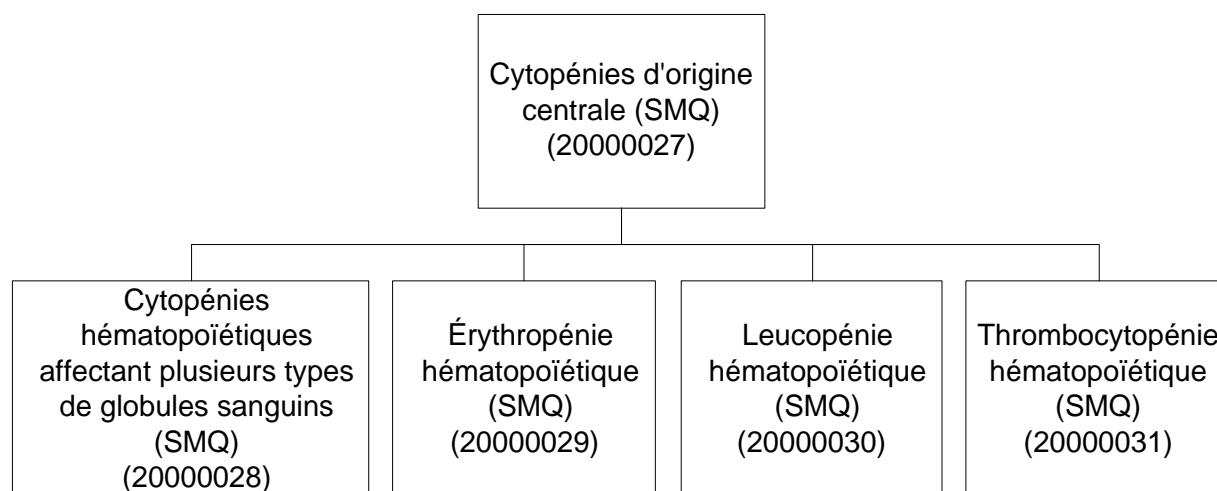 Cytopénies d'origine
centrale (SMQ)
(20000027)
Cytopénies
hématopoïétiques
affectant plusieurs types
de globules sanguins
(SMQ)
(20000028)
Érythropénie
hématopoïétique
(SMQ)
(20000029)
Leucopénie
hématopoïétique
(SMQ)
(20000030)
Thrombocytopénie
hématopoïétique
(SMQ)
(20000031)